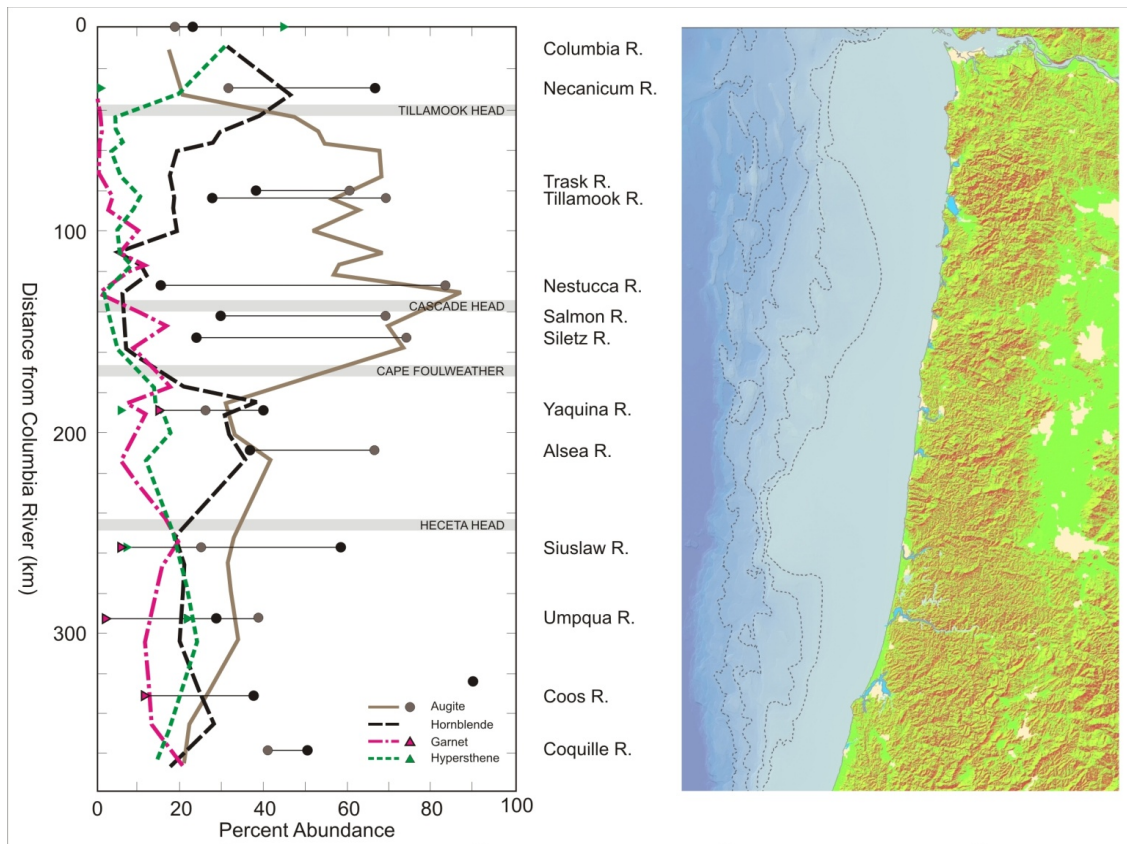 0
Columbia R.
Necanicum R.
TILLAMOOK HEAD
Trask R.
Tillamook R.
100
Nestucca R.
CASCADE HEAD
Salmon R.
Siletz R.
CAPE FOULWEATHER
Yaquina R.
200
Alsea R.
HECETA HEAD
Siuslaw R.
Umpqua R.
300
Coos R.
Coquille R.
Augite
Hornblende
Garnet
Hypersthene
0 20 40 60 80 100
Percent Abundance
Distance from Columbia River (km)